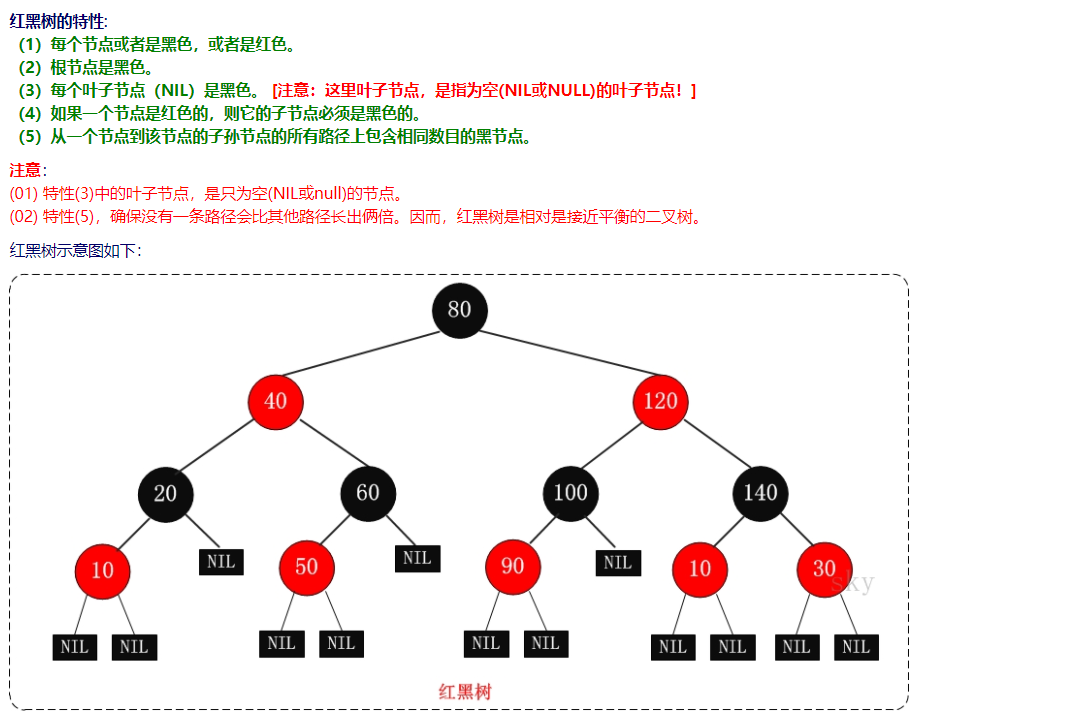 红黑树的特性:
（1）每个节点或者是黑色，或者是红色。
（2）根节点是黑色。
（3）每个叶子节点（NIL）是黑色。 [注意：这里叶子节点，是指为空(NIL或NULL)的叶子节点！]
（4）如果一个节点是红色的，则它的子节点必须是黑色的。
（5）从一个节点到该节点的子孙节点的所有路径上包含相同数目的黑节点。
注意：
(01) 特性(3)中的叶子节点，是只为空(NIL或null)的节点。
(02) 特性(5)，确保没有一条路径会比其他路径长出俩倍。因而，红黑树是相对是接近平衡的二叉树。
红黑树示意图如下：
80
40 120
20 60 100 140
10 NIL 50 NIL 90 NIL 10 30
sky
NIL NIL NIL NIL NIL NIL NIL NIL NIL NIL
红黑树